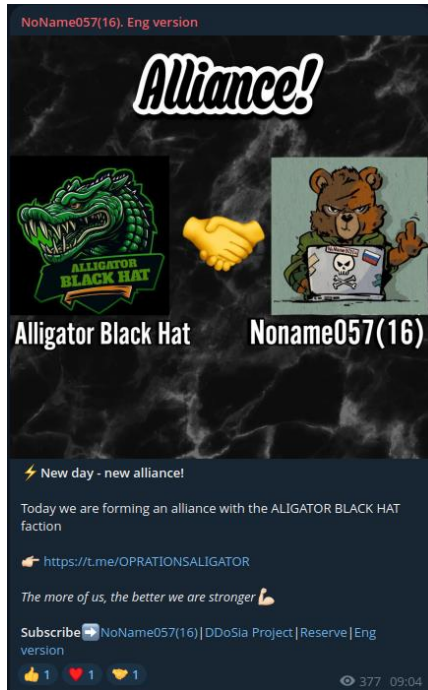 NoName057(16). Eng version
Alliance!
ALLIGATOR
BLACK HAT
Alligator Black Hat
Noname057(16)
⚡ New day - new alliance!
Today we are forming an alliance with the ALIGATOR BLACK HAT
faction
👉🏻 https://t.me/OPRATIONSALIGATOR
The more of us, the better we are stronger 💪🏻
Subscribe➡️NoName057(16)|DDoSia Project|Reserve|Eng
version
👍 1 ❤️ 1 🤝 1
377 09:04